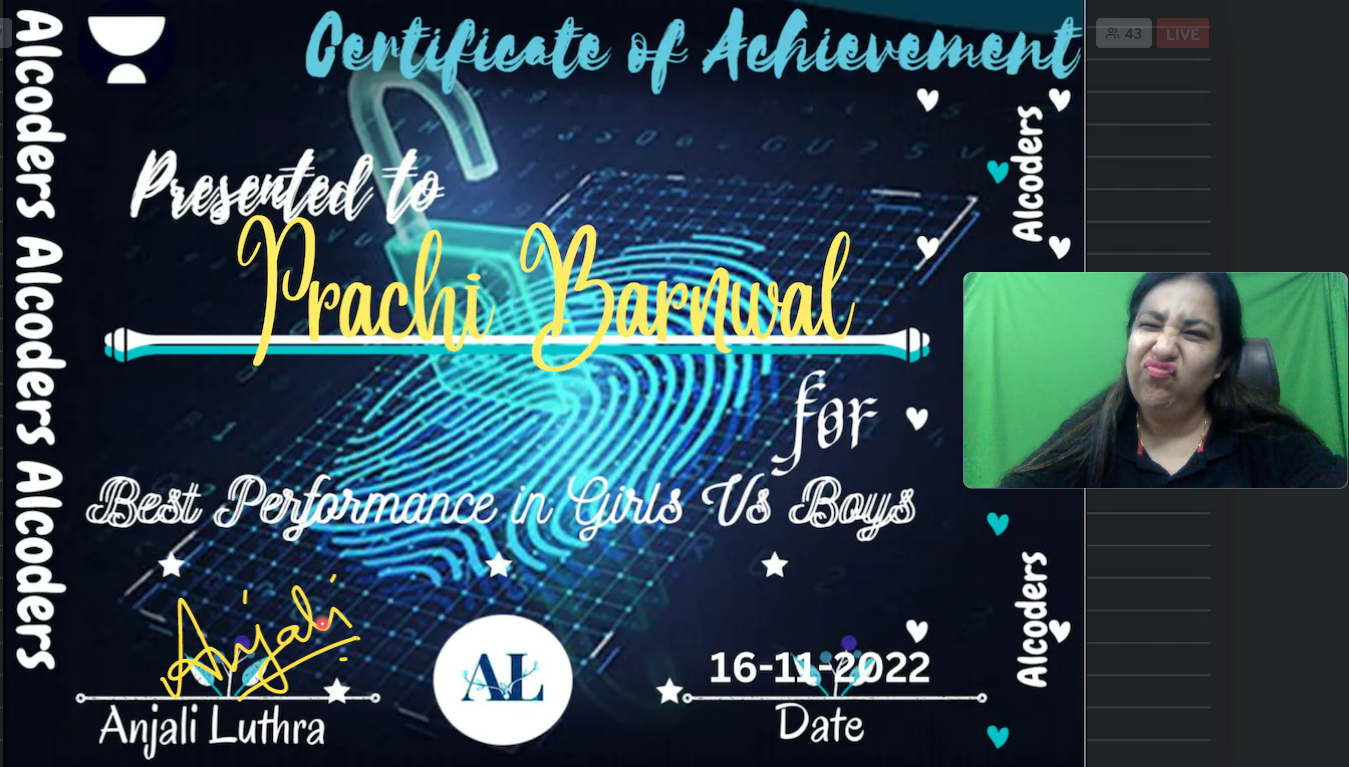 Certificate of Achievement
43 LIVE
Presented to
Prachi Barnwal
for
Best Performance in Girls Vs Boys
Anjali
16-11-2022
AL
Anjali Luthra
Date
Alcoders Alcoders Alcoders
Alcoders
Alcoders